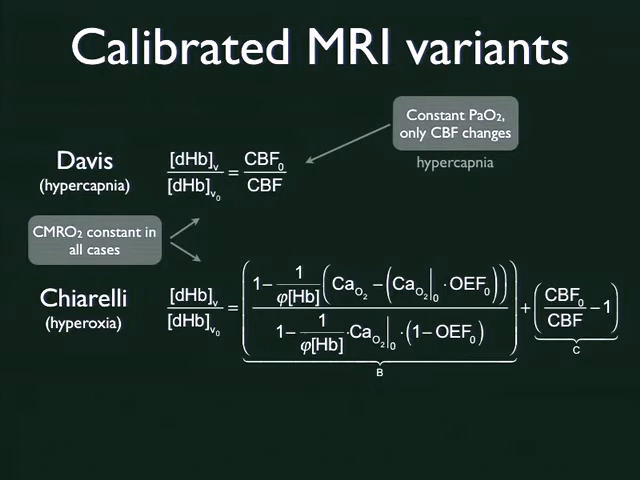 Calibrated MRI variants
Constant PaO₂,
only CBF changes
hypercapnia
Davis
(hypercapnia)
[dHb]ᵥ / [dHb]ᵥ₀ = CBF₀ / CBF
CMRO₂ constant in
all cases
Chiarelli
(hyperoxia)
[dHb]ᵥ / [dHb]ᵥ₀ = ( (1 − 1/φ[Hb] (CaO₂ − (CaO₂|₀ · OEF₀))) / (1 − 1/φ[Hb] · CaO₂|₀ · (1 − OEF₀)) ) + (CBF₀ / CBF − 1)
B
C